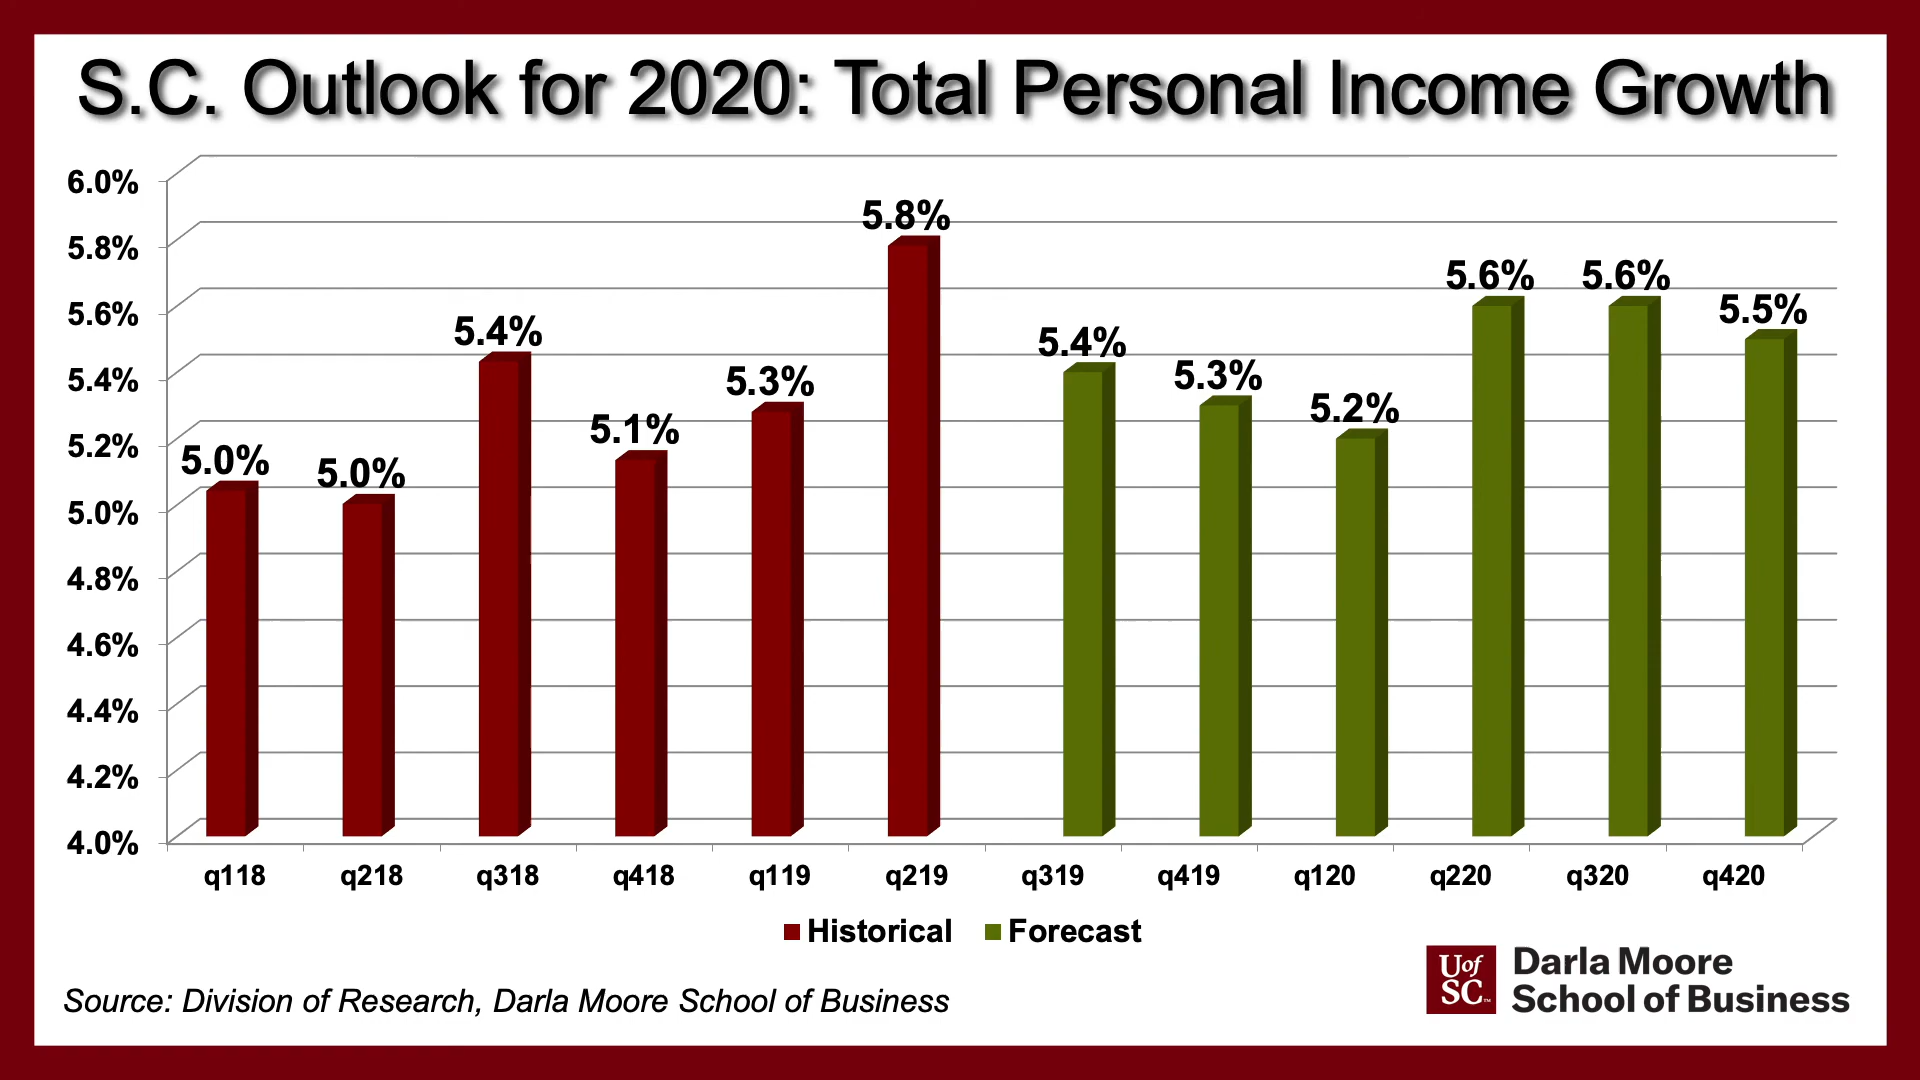 S.C. Outlook for 2020: Total Personal Income Growth
6.0%
5.8%
5.6%
5.4%
5.2%
5.0%
4.8%
4.6%
4.4%
4.2%
4.0%
5.0%
5.0%
5.4%
5.1%
5.3%
5.8%
5.4%
5.3%
5.2%
5.6%
5.6%
5.5%
q118 q218 q318 q418 q119 q219 q319 q419 q120 q220 q320 q420
Historical Forecast
Source: Division of Research, Darla Moore School of Business
Uof
SC™
Darla Moore
School of Business